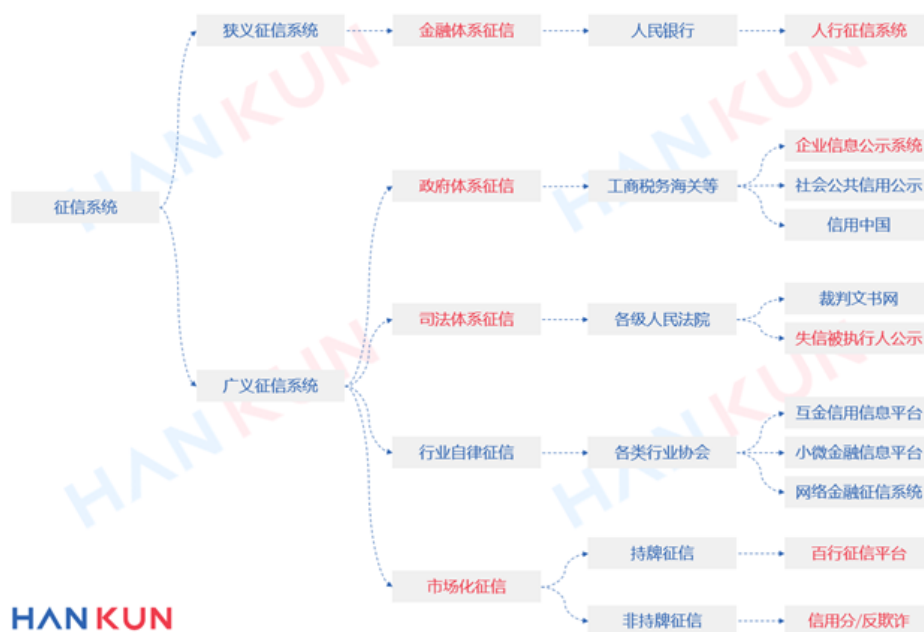 征信系统
狭义征信系统
金融体系征信
人民银行
人行征信系统
广义征信系统
政府体系征信
工商税务海关等
企业信息公示系统
社会公共信用公示
信用中国
司法体系征信
各级人民法院
裁判文书网
失信被执行人公示
行业自律征信
各类行业协会
互金信用信息平台
小微金融信息平台
网络金融征信系统
市场化征信
持牌征信
百行征信平台
非持牌征信
信用分/反欺诈
HANKUN
HANKUN
HANKUN
HANKUN
HANKUN